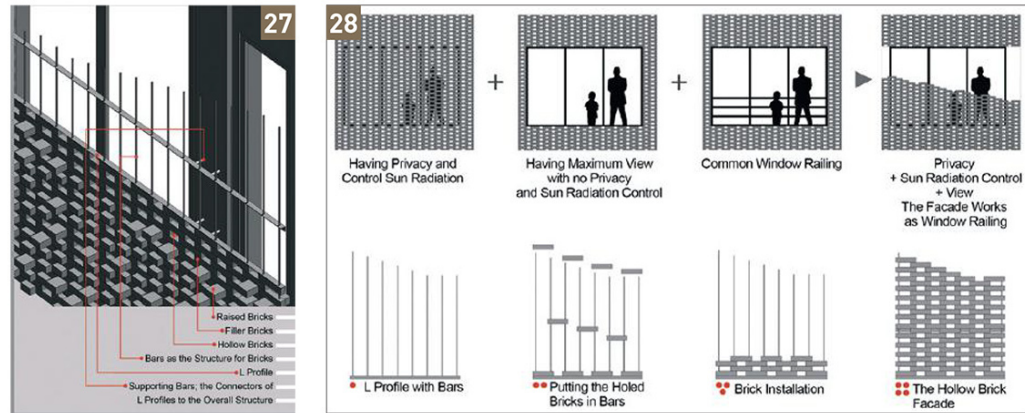 27
Raised Bricks
Filler Bricks
Hollow Bricks
Bars as the Structure for Bricks
L Profile
Supporting Bars; the Connectors of
L Profiles to the Overall Structure
28
Having Privacy and
Control Sun Radiation
+
Having Maximum View
with no Privacy
and Sun Radiation Control
+
Common Window Railing
Privacy
+ Sun Radiation Control
+ View
The Facade Works
as Window Railing
L Profile with Bars
Putting the Holed
Bricks in Bars
Brick Installation
The Hollow Brick
Facade